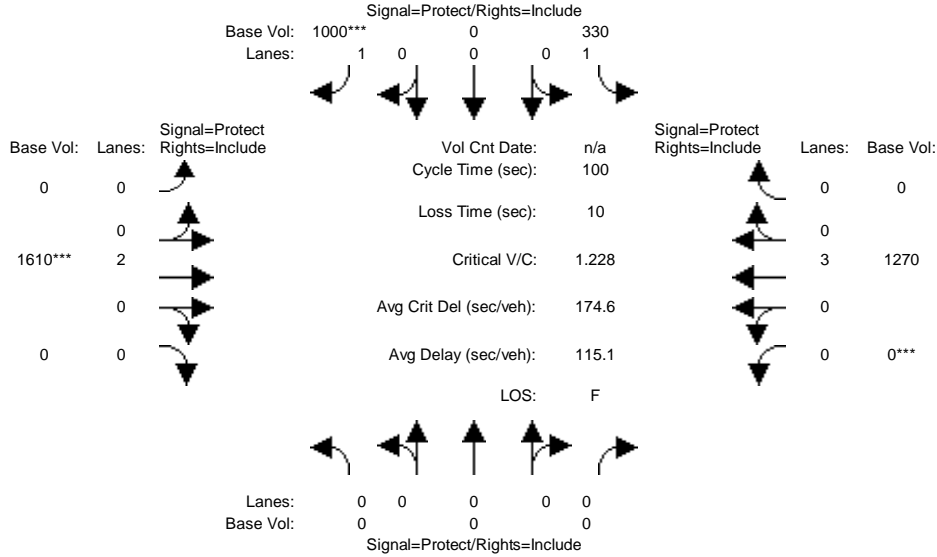 Signal=Protect/Rights=Include
Base Vol: 1000*** 0 330
Lanes: 1 0 0 0 1
Signal=Protect Signal=Protect
Base Vol: Lanes: Rights=Include Vol Cnt Date: n/a Rights=Include Lanes: Base Vol:
Cycle Time (sec): 100
0 0 0 0
Loss Time (sec): 10
0 0
1610*** 2 Critical V/C: 1.228 3 1270
0 Avg Crit Del (sec/veh): 174.6 0
0 0 Avg Delay (sec/veh): 115.1 0 0***
LOS: F
Lanes: 0 0 0 0 0
Base Vol: 0 0 0
Signal=Protect/Rights=Include